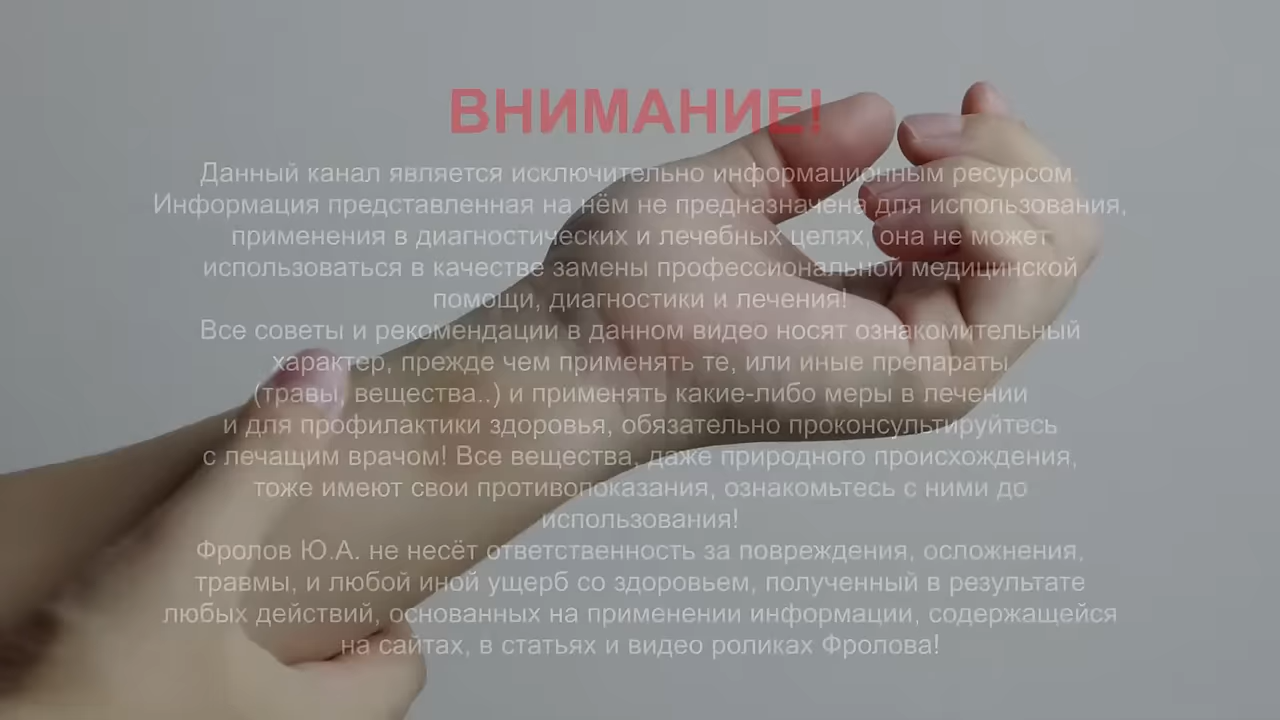 ВНИМАНИЕ!
Данный канал является исключительно информационным ресурсом.
Информация представленная на нём не предназначена для использования,
применения в диагностических и лечебных целях, она не может
использоваться в качестве замены профессиональной медицинской
помощи, диагностики и лечения!
Все советы и рекомендации в данном видео носят ознакомительный
характер, прежде чем применять те, или иные препараты
(травы, вещества..) и применять какие-либо меры в лечении
и для профилактики здоровья, обязательно проконсультируйтесь
с лечащим врачом! Все вещества, даже природного происхождения,
тоже имеют свои противопоказания, ознакомьтесь с ними до
использования!
Фролов Ю.А. не несёт ответственность за повреждения, осложнения,
травмы, и любой иной ущерб со здоровьем, полученный в результате
любых действий, основанных на применении информации, содержащейся
на сайтах, в статьях и видео роликах Фролова!